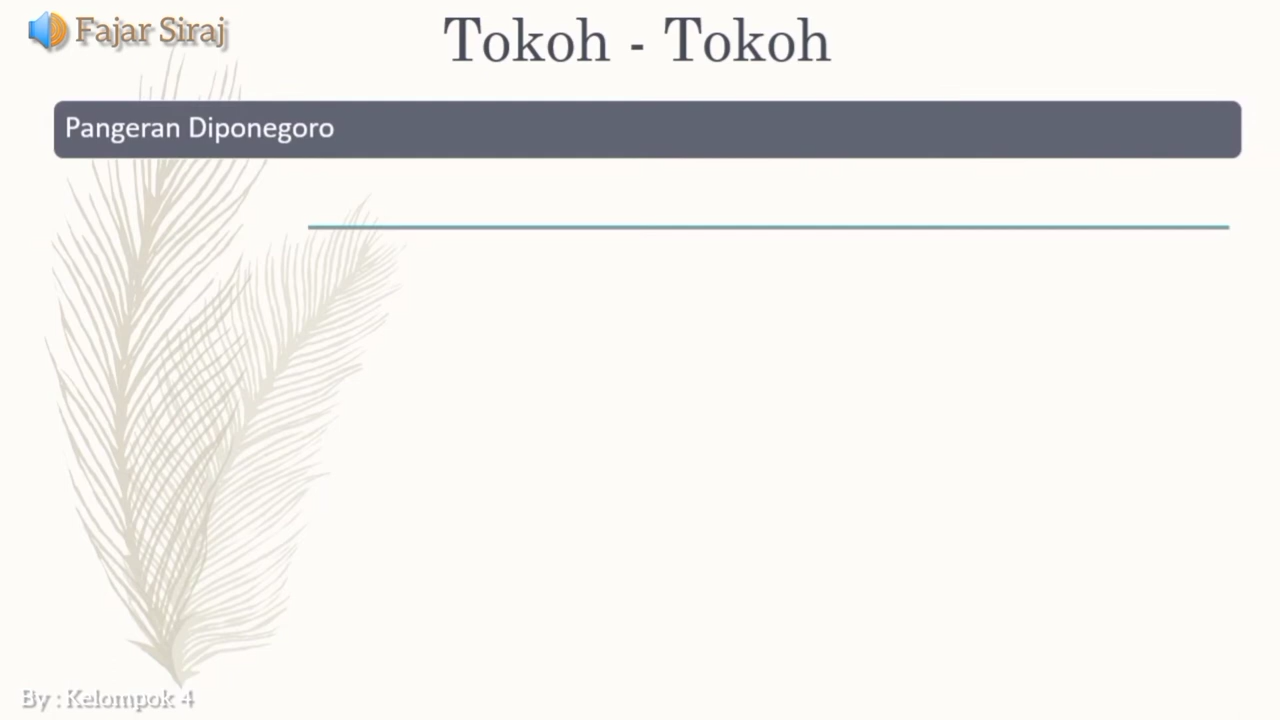 Fajar Siraj
Tokoh - Tokoh
Pangeran Diponegoro
By : Kelompok 4